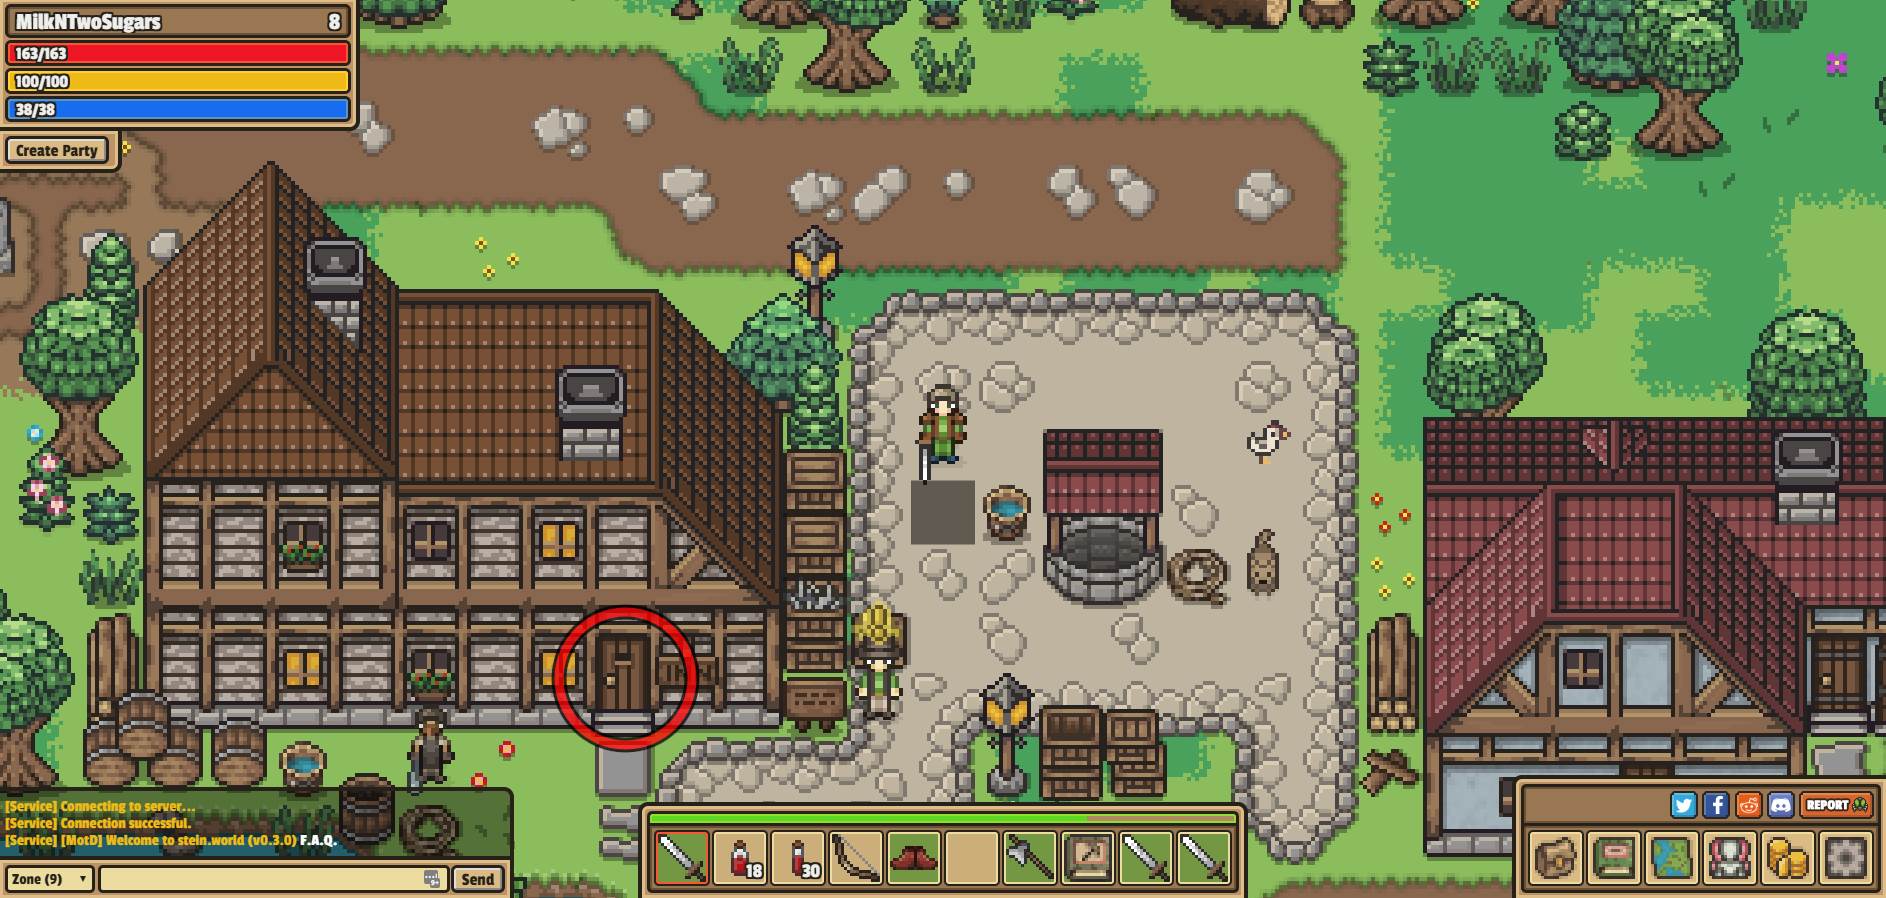 MilkNTwoSugars 8
163/163
100/100
38/38
Create Party
[Service] Connecting to server...
[Service] Connection successful.
[Service] [MotD] Welcome to stein.world (v0.3.0) F.A.Q.
Zone (9)
Send
18
30
REPORT